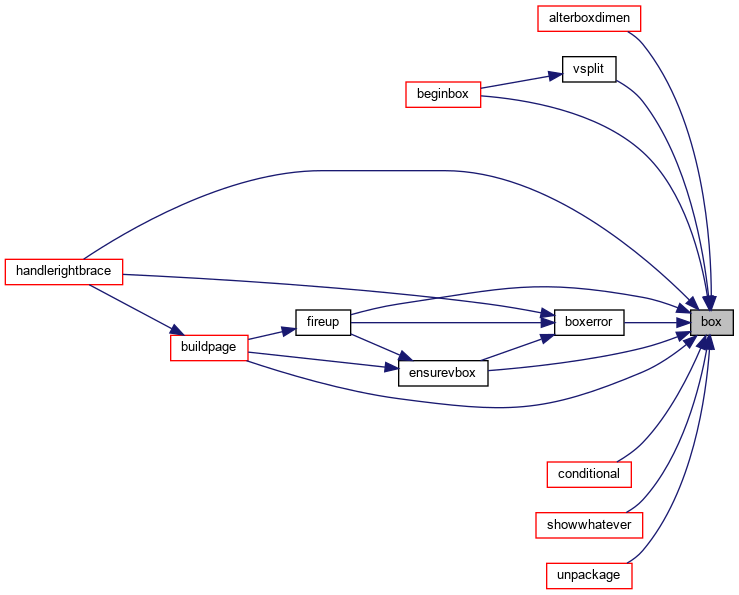 alterboxdimen
vsplit
beginbox
handlerightbrace
fireup
boxerror
box
buildpage
ensurevbox
conditional
showwhatever
unpackage